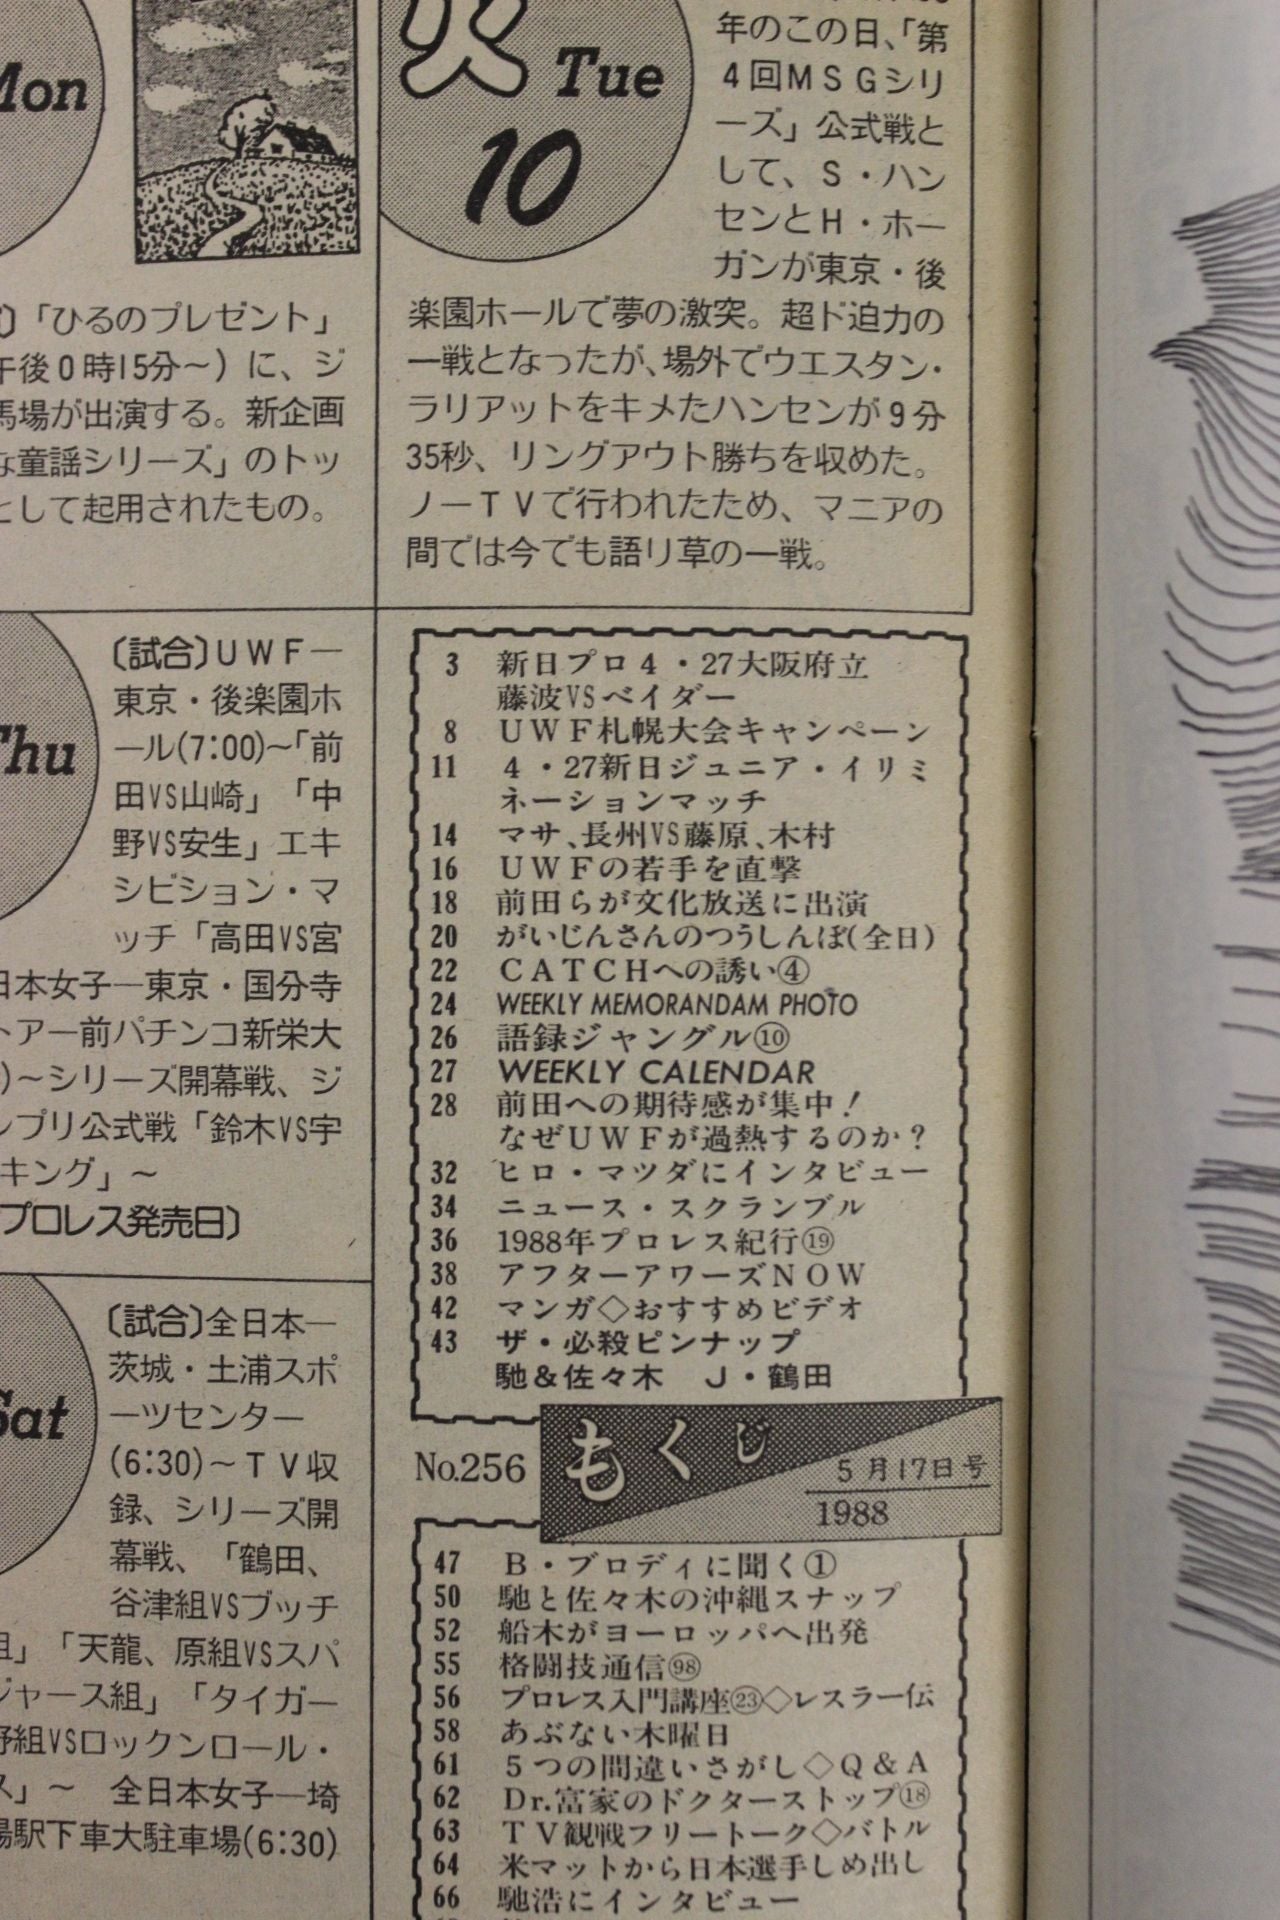 Mon
〕「ひるのプレゼント」
午後0時15分～）に、ジ
馬場が出演する。新企画
な童謡シリーズ」のトッ
として起用されたもの。
火 Tue
10
年のこの日、「第
4回MSGシリ
ーズ」公式戦と
して、S・ハン
センとH・ホー
ガンが東京・後
楽園ホールで夢の激突。超ド迫力の
一戦となったが、場外でウエスタン・
ラリアットをキメたハンセンが9分
35秒、リングアウト勝ちを収めた。
ノーTVで行われたため、マニアの
間では今でも語り草の一戦。
Thu
〔試合〕UWF―
東京・後楽園ホ
ール(7:00)～「前
田VS山崎」「中
野VS安生」エキ
シビション・マ
ッチ「高田VS宮
日本女子―東京・国分寺
トアー前パチンコ新栄大
)～シリーズ開幕戦、ジ
ンプリ公式戦「鈴木VS宇
キング」～
プロレス発売日〕
Sat
〔試合〕全日本―
茨城・土浦スポ
ーツセンター
(6:30)～TV収
録、シリーズ開
幕戦、「鶴田、
谷津組VSブッチ
組」「天龍、原組VSスパ
ジャース組」「タイガー
野組VSロックンロール・
ス」～　全日本女子―埼
場駅下車大駐車場(6:30)
3 新日プロ4・27大阪府立
藤波VSベイダー
8 UWF札幌大会キャンペーン
11 4・27新日ジュニア・イリミ
ネーションマッチ
14 マサ、長州VS藤原、木村
16 UWFの若手を直撃
18 前田らが文化放送に出演
20 がいじんさんのつうしんぼ(全日)
22 CATCHへの誘い④
24 WEEKLY MEMORANDAM PHOTO
26 語録ジャングル⑩
27 WEEKLY CALENDAR
28 前田への期待感が集中！
なぜUWFが過熱するのか？
32 ヒロ・マツダにインタビュー
34 ニュース・スクランブル
36 1988年プロレス紀行⑲
38 アフターアワーズNOW
42 マンガ◇おすすめビデオ
43 ザ・必殺ピンナップ
馳＆佐々木　J・鶴田
No.256 もくじ 5月17日号
1988
47 B・ブロディに聞く①
50 馳と佐々木の沖縄スナップ
52 船木がヨーロッパへ出発
55 格闘技通信㊽
56 プロレス入門講座㉓◇レスラー伝
58 あぶない木曜日
61 5つの間違いさがし◇Q＆A
62 Dr.富家のドクターストップ⑱
63 TV観戦フリートーク◇バトル
64 米マットから日本選手しめ出し
66 馳浩にインタビュー